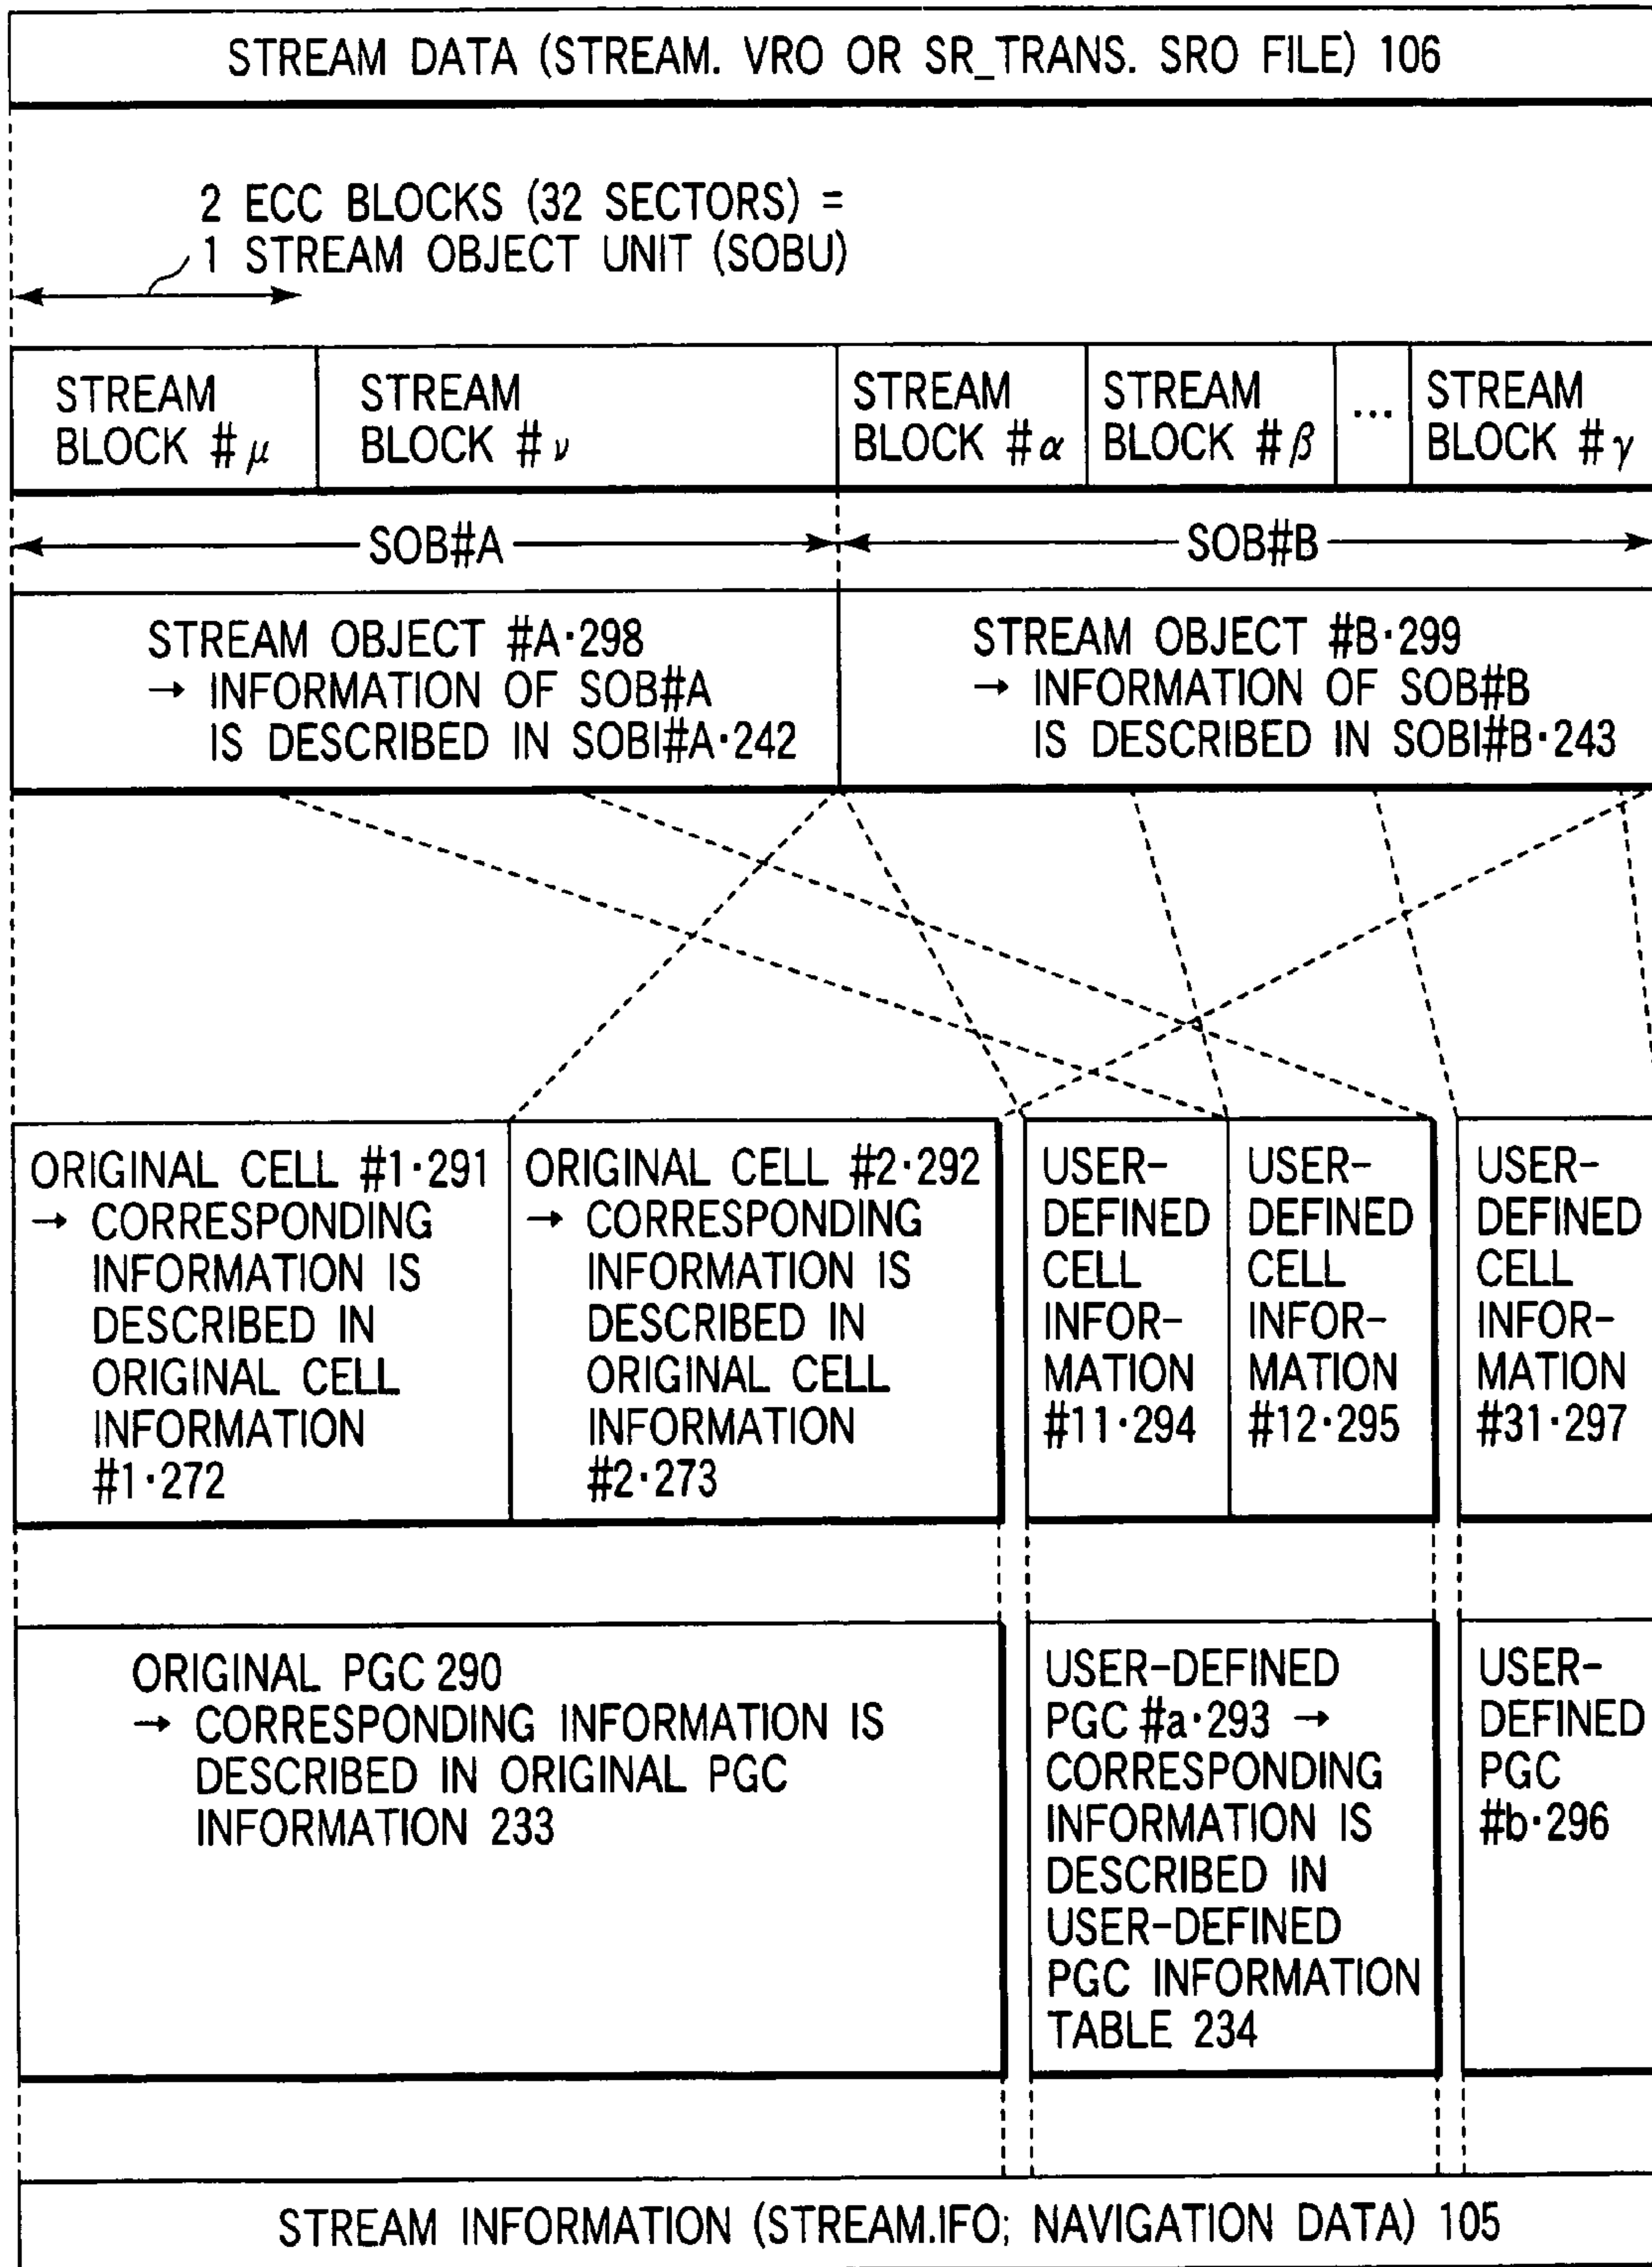 STREAM DATA (STREAM. VRO OR SR_TRANS. SRO FILE) 106
2 ECC BLOCKS (32 SECTORS) =
1 STREAM OBJECT UNIT (SOBU)
STREAM
BLOCK #μ
STREAM
BLOCK #ν
STREAM
BLOCK #α
STREAM
BLOCK #β
...
STREAM
BLOCK #γ
SOB#A
SOB#B
STREAM OBJECT #A·298
→ INFORMATION OF SOB#A
IS DESCRIBED IN SOBI#A·242
STREAM OBJECT #B·299
→ INFORMATION OF SOB#B
IS DESCRIBED IN SOBI#B·243
ORIGINAL CELL #1·291
→ CORRESPONDING
INFORMATION IS
DESCRIBED IN
ORIGINAL CELL
INFORMATION
#1·272
ORIGINAL CELL #2·292
→ CORRESPONDING
INFORMATION IS
DESCRIBED IN
ORIGINAL CELL
INFORMATION
#2·273
USER-
DEFINED
CELL
INFOR-
MATION
#11·294
USER-
DEFINED
CELL
INFOR-
MATION
#12·295
USER-
DEFINED
CELL
INFOR-
MATION
#31·297
ORIGINAL PGC 290
→ CORRESPONDING INFORMATION IS
DESCRIBED IN ORIGINAL PGC
INFORMATION 233
USER-DEFINED
PGC #a·293 →
CORRESPONDING
INFORMATION IS
DESCRIBED IN
USER-DEFINED
PGC INFORMATION
TABLE 234
USER-
DEFINED
PGC
#b·296
STREAM INFORMATION (STREAM.IFO; NAVIGATION DATA) 105